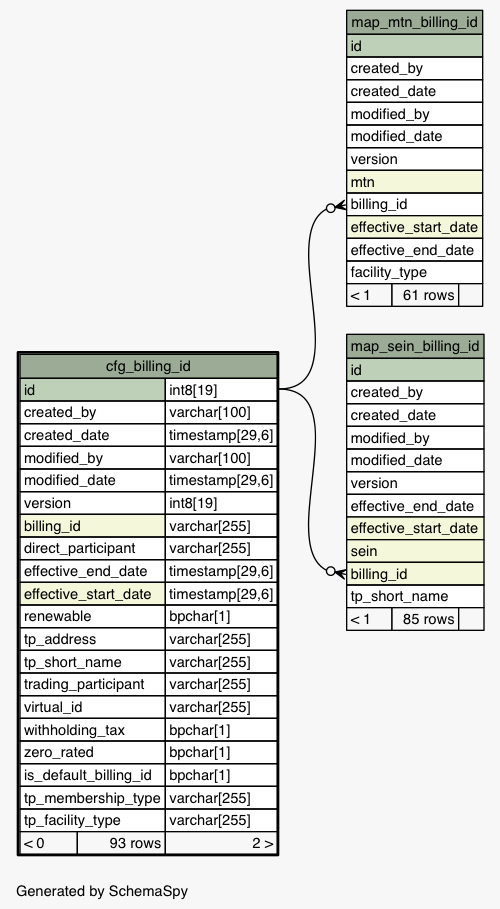 map_mtn_billing_id
id
created_by
created_date
modified_by
modified_date
version
mtn
billing_id
effective_start_date
effective_end_date
facility_type
< 1 61 rows
map_sein_billing_id
id
created_by
created_date
modified_by
modified_date
version
effective_end_date
effective_start_date
sein
billing_id
tp_short_name
< 1 85 rows
cfg_billing_id
id int8[19]
created_by varchar[100]
created_date timestamp[29,6]
modified_by varchar[100]
modified_date timestamp[29,6]
version int8[19]
billing_id varchar[255]
direct_participant varchar[255]
effective_end_date timestamp[29,6]
effective_start_date timestamp[29,6]
renewable bpchar[1]
tp_address varchar[255]
tp_short_name varchar[255]
trading_participant varchar[255]
virtual_id varchar[255]
withholding_tax bpchar[1]
zero_rated bpchar[1]
is_default_billing_id bpchar[1]
tp_membership_type varchar[255]
tp_facility_type varchar[255]
< 0 93 rows 2 >
Generated by SchemaSpy